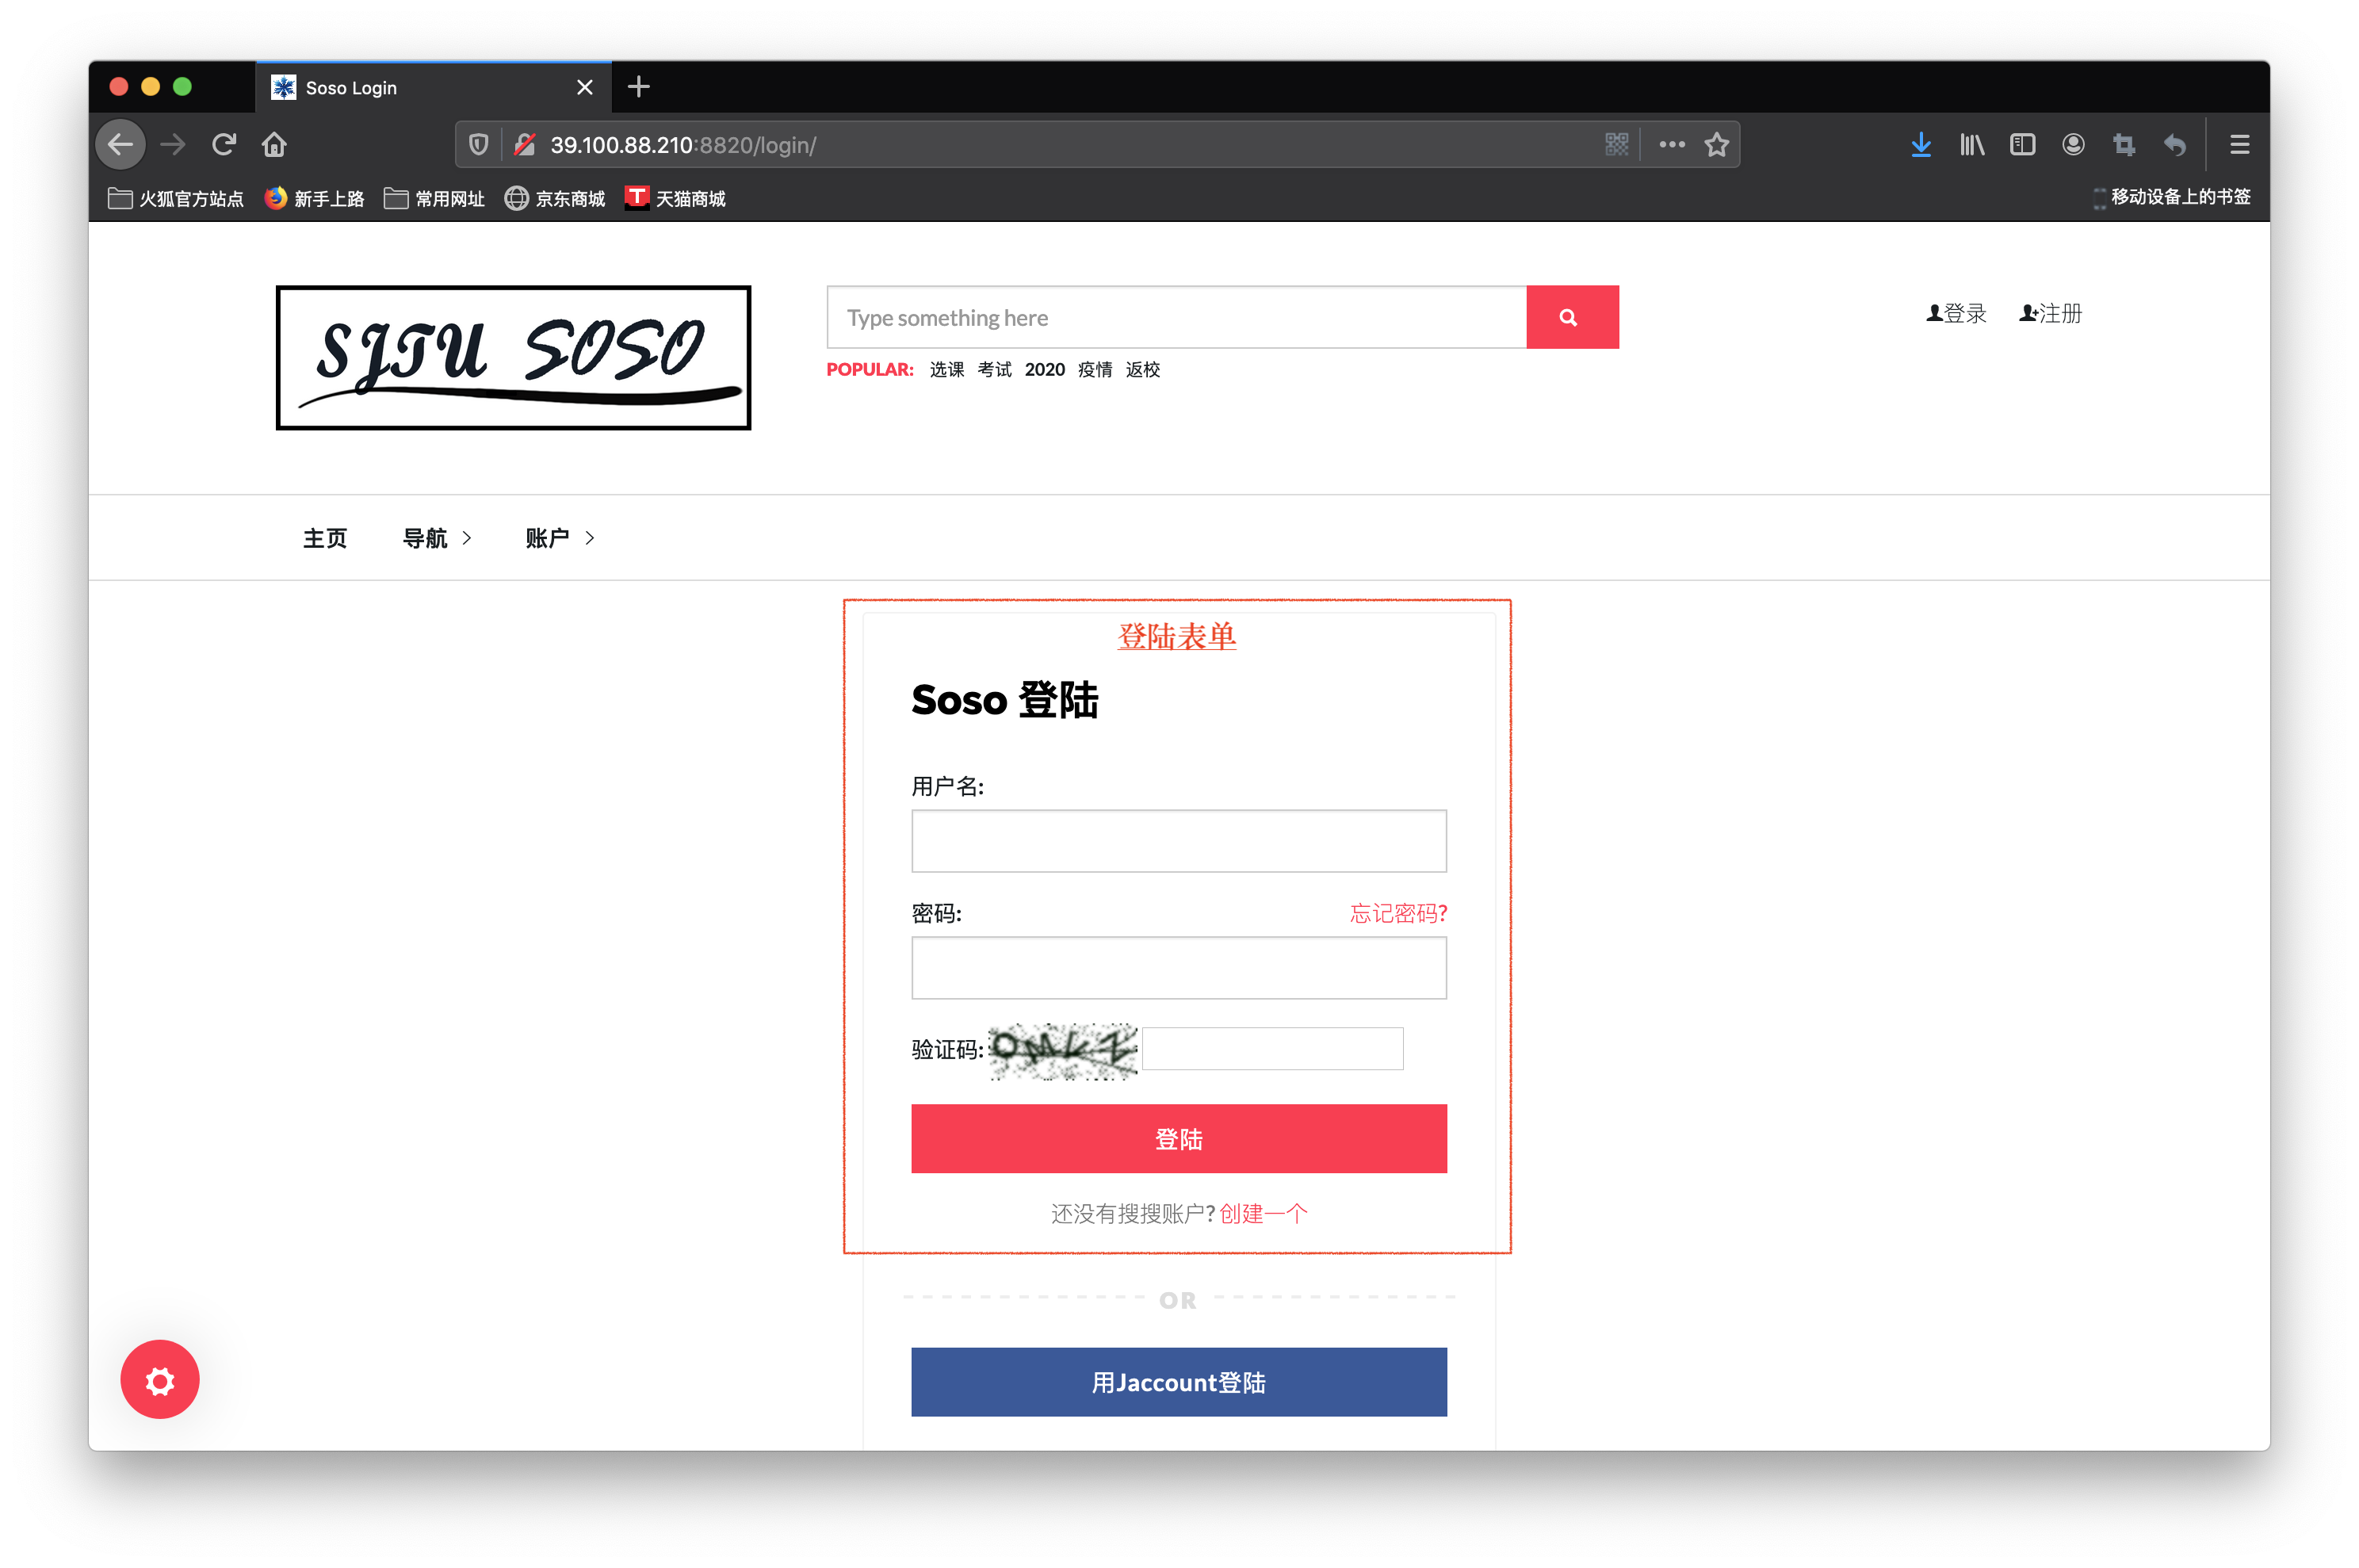 Soso Login
39.100.88.210:8820/login/
火狐官方站点 新手上路 常用网址 京东商城 天猫商城 移动设备上的书签
SJTU SOSO
Type something here
登录 注册
POPULAR: 选课 考试 2020 疫情 返校
主页 导航 账户
登陆表单
Soso 登陆
用户名:
密码: 忘记密码?
验证码:
登陆
还没有搜搜账户? 创建一个
OR
用Jaccount登陆